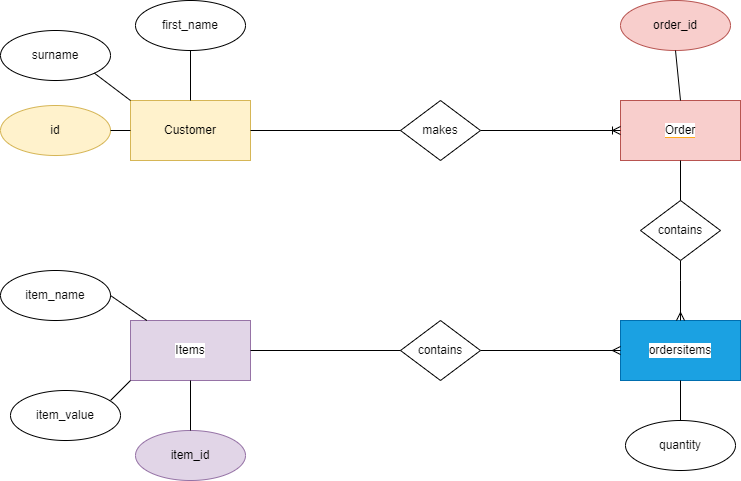 first_name
order_id
surname
id
Customer
makes
Order
contains
item_name
Items
contains
ordersitems
item_value
item_id
quantity